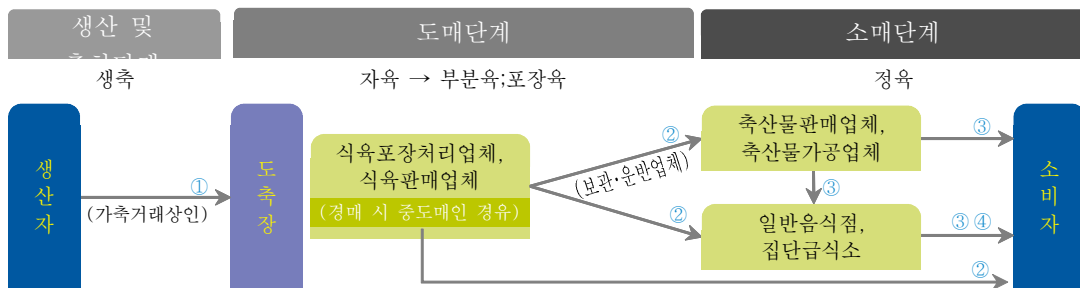 생산 및
도매단계
소매단계
생축
자육 → 부분육;포장육
정육
생산자
①
(가축거래상인)
도축장
식육포장처리업체,
식육판매업체
(경매 시 중도매인 경유)
②
(보관·운반업체)
②
축산물판매업체,
축산물가공업체
③
③
일반음식점,
집단급식소
③④
②
소비자